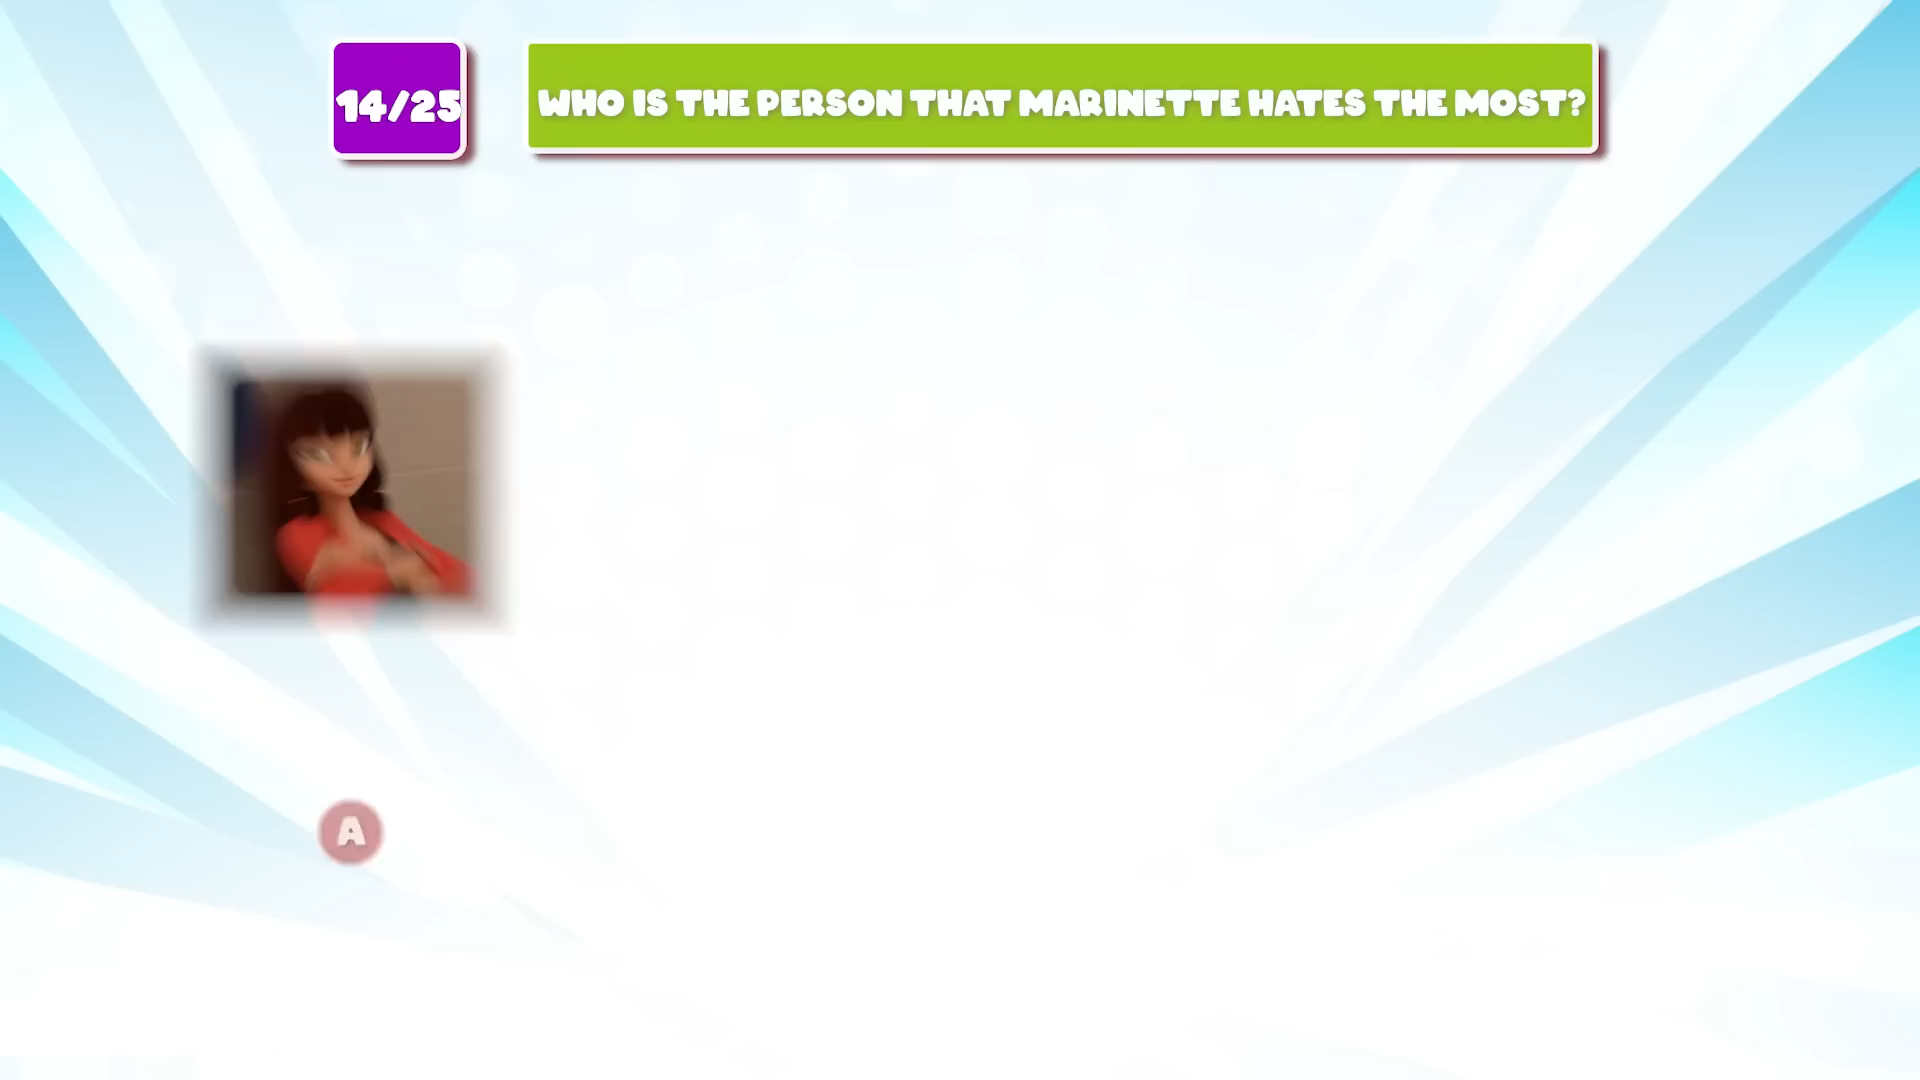 14/25
WHO IS THE PERSON THAT MARINETTE HATES THE MOST?
A